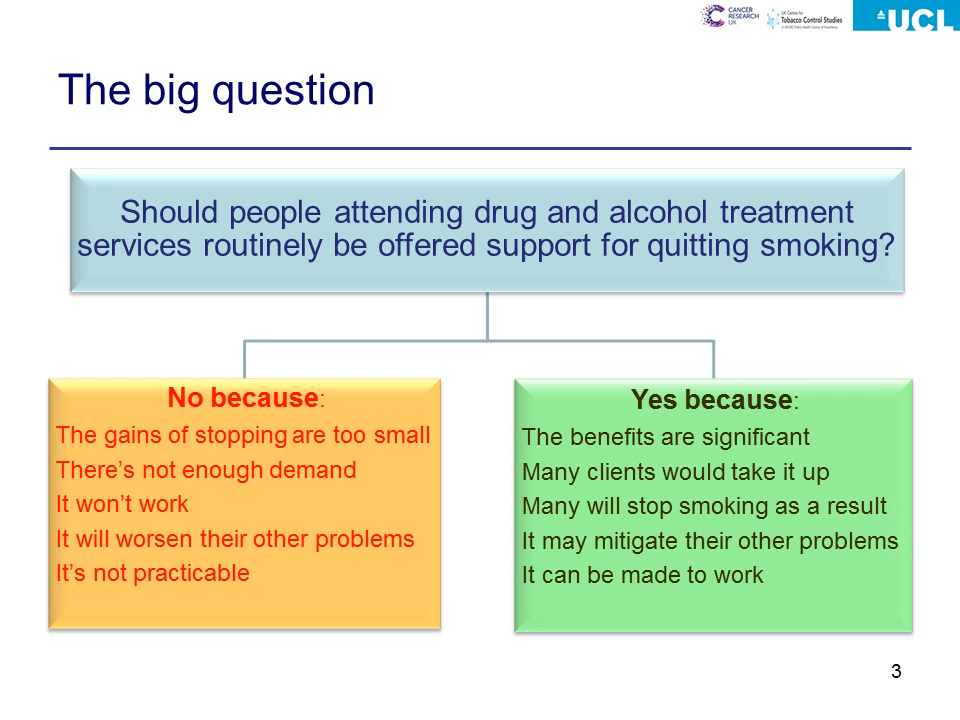 CANCER
RESEARCH
UK
UK Centre for
Tobacco Control Studies
UCL
The big question
Should people attending drug and alcohol treatment
services routinely be offered support for quitting smoking?
No because:
The gains of stopping are too small
There’s not enough demand
It won’t work
It will worsen their other problems
It’s not practicable
Yes because:
The benefits are significant
Many clients would take it up
Many will stop smoking as a result
It may mitigate their other problems
It can be made to work
3